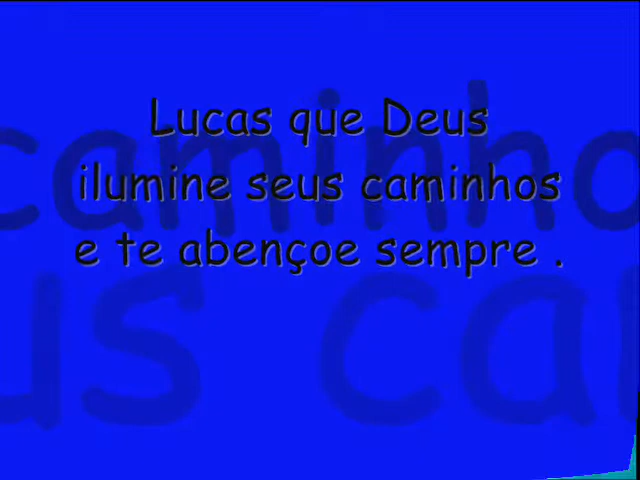 Lucas que Deus
ilumine seus caminhos
e te abençoe sempre .